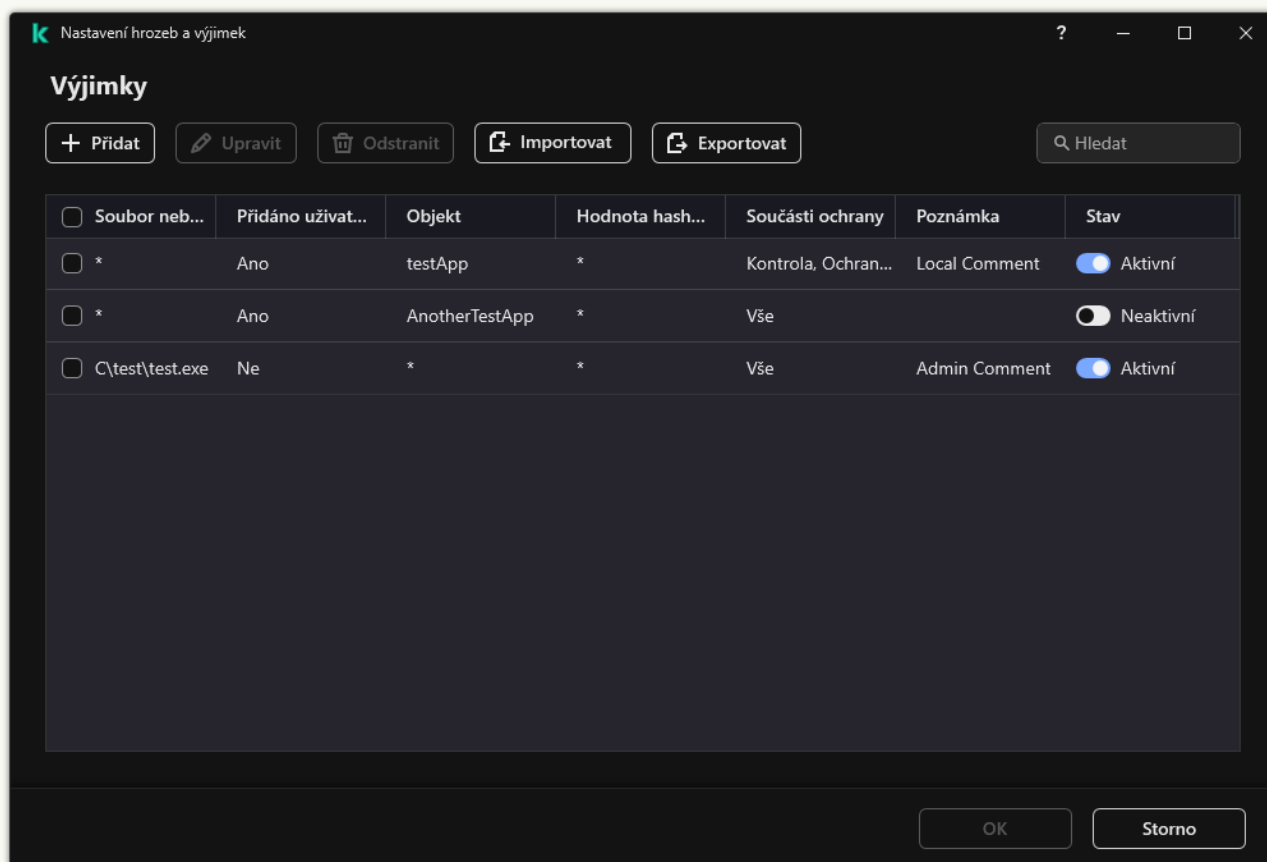 Nastavení hrozeb a výjimek
Výjimky
Přidat Upravit Odstranit Importovat Exportovat Hledat
Soubor neb... Přidáno uživat... Objekt Hodnota hash... Součásti ochrany Poznámka Stav
* Ano testApp * Kontrola, Ochran... Local Comment Aktivní
* Ano AnotherTestApp * Vše Neaktivní
C\test\test.exe Ne * * Vše Admin Comment Aktivní
OK Storno